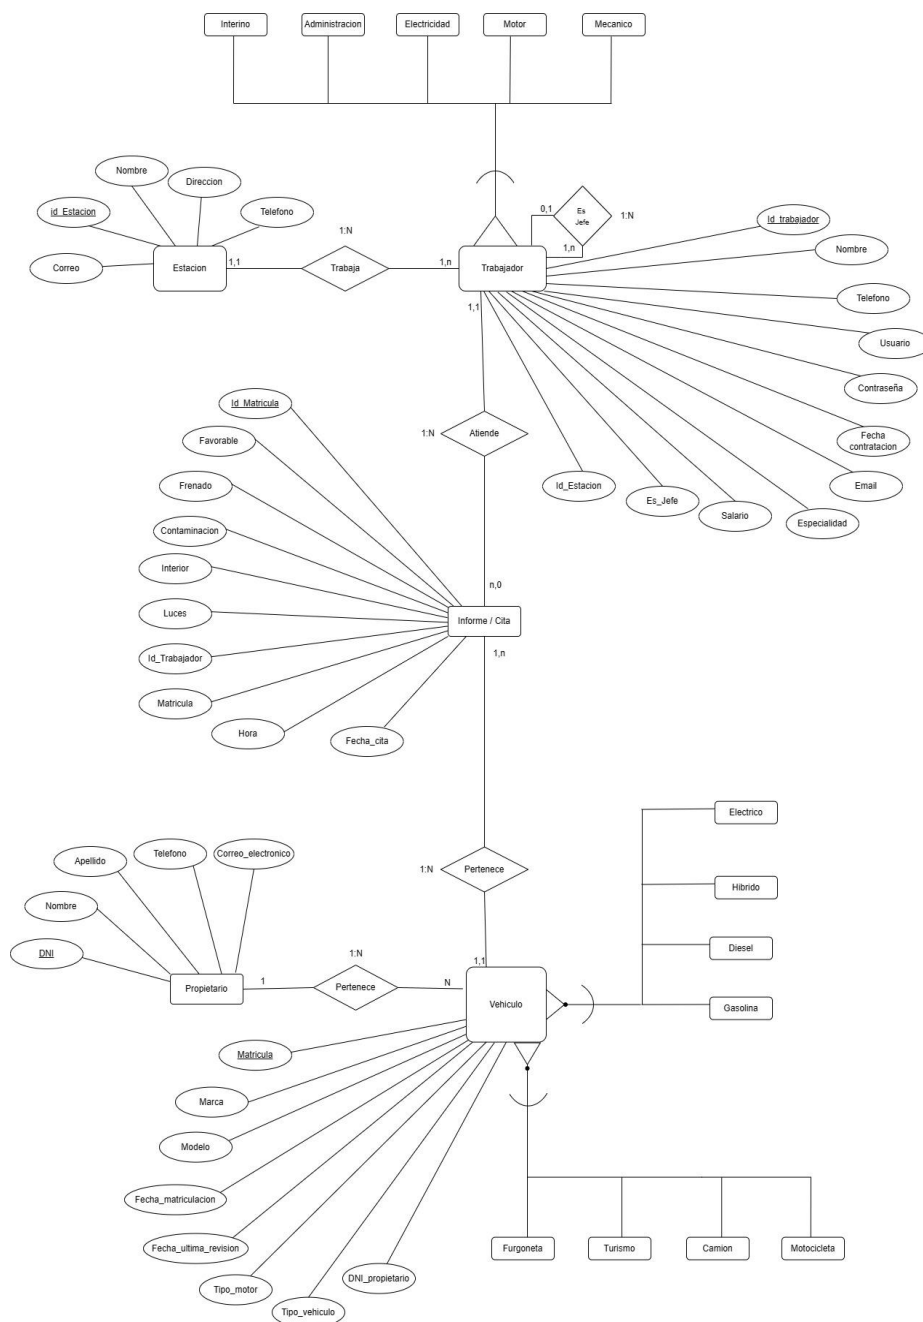 Interino
Administracion
Electricidad
Motor
Mecanico
Nombre
Direccion
id_Estacion
Telefono
Correo
Estacion
1,1
1:N
Trabaja
1,n
Trabajador
0,1
Es
Jefe
1:N
1,n
Id_trabajador
Nombre
Telefono
Usuario
Contraseña
Fecha
contratacion
Email
Especialidad
Salario
Es_Jefe
Id_Estacion
1,1
1:N
Atiende
n,0
Id_Matricula
Favorable
Frenado
Contaminacion
Interior
Luces
Id_Trabajador
Matricula
Hora
Fecha_cita
Informe / Cita
1,n
1:N
Pertenece
1,1
Correo_electronico
Telefono
Apellido
Nombre
DNI
Propietario
1
1:N
Pertenece
N
Vehiculo
Electrico
Hibrido
Diesel
Gasolina
Matricula
Marca
Modelo
Fecha_matriculacion
Fecha_ultima_revision
Tipo_motor
Tipo_vehiculo
DNI_propietario
Furgoneta
Turismo
Camion
Motocicleta